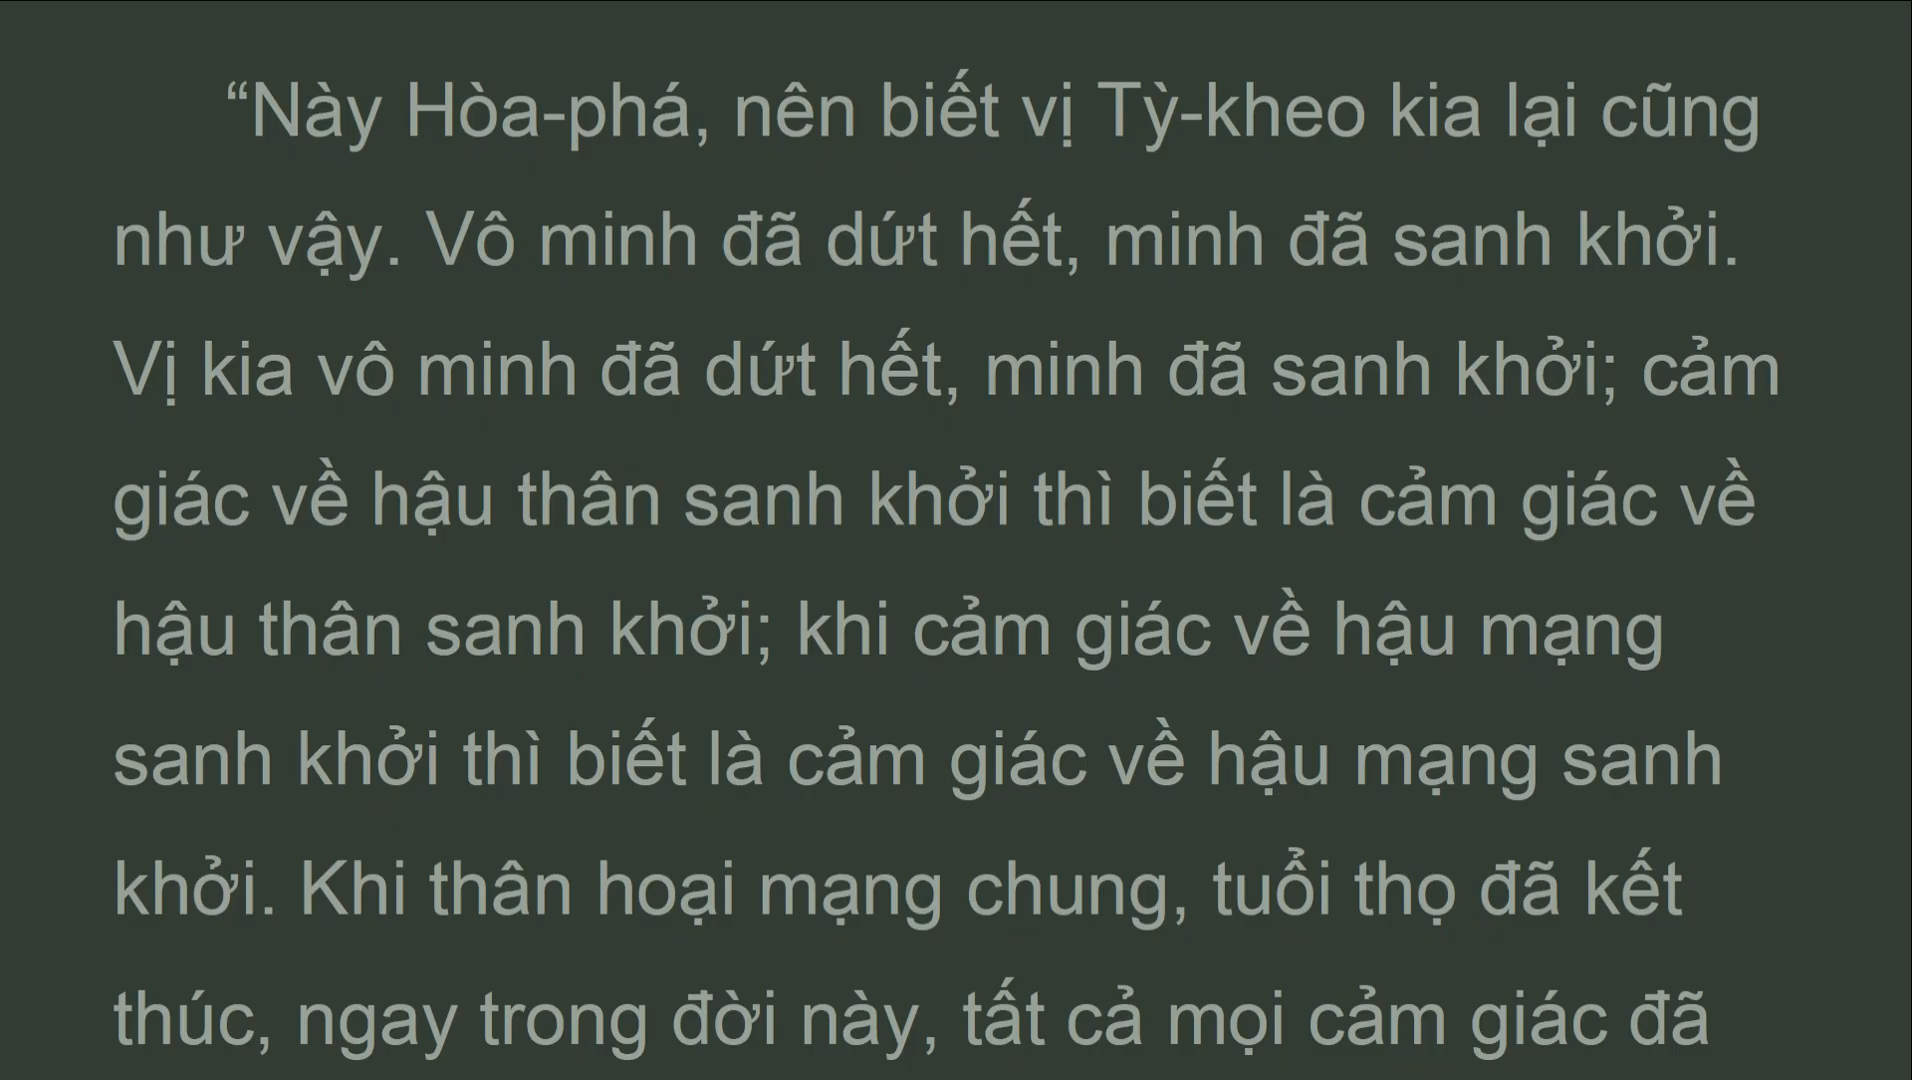 “Này Hòa-phá, nên biết vị Tỳ-kheo kia lại cũng
như vậy. Vô minh đã dứt hết, minh đã sanh khởi.
Vị kia vô minh đã dứt hết, minh đã sanh khởi; cảm
giác về hậu thân sanh khởi thì biết là cảm giác về
hậu thân sanh khởi; khi cảm giác về hậu mạng
sanh khởi thì biết là cảm giác về hậu mạng sanh
khởi. Khi thân hoại mạng chung, tuổi thọ đã kết
thúc, ngay trong đời này, tất cả mọi cảm giác đã